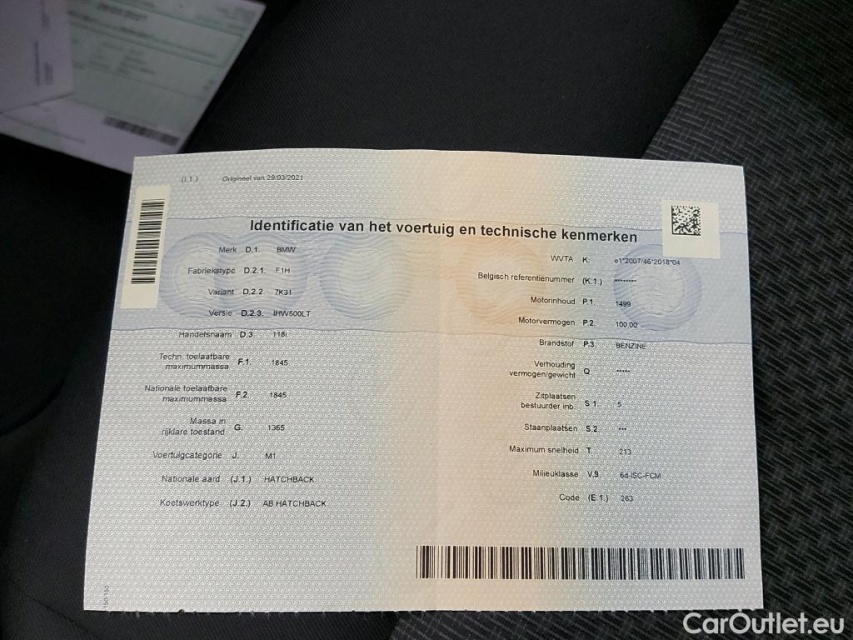 (I.1.) Origineel van 29/03/2021
Identificatie van het voertuig en technische kenmerken
Merk D.1. BMW
Fabriekstype D.2.1. F1H
Variant D.2.2 7K31
Versie D.2.3. IHW500LT
Handelsnaam D.3. 118i
Techn. toelaatbare
maximummassa F.1. 1845
Nationale toelaatbare
maximummassa F.2. 1845
Massa in
rijklare toestand G. 1365
Voertuigcategorie J. M1
Nationale aard (J.1.) HATCHBACK
Koetswerktype (J.2.) AB HATCHBACK
WVTA K. e1*2007/46*2018*04
Belgisch referentienummer (K.1.) --------
Motorinhoud P.1. 1499
Motorvermogen P.2. 100.00
Brandstof P.3. BENZINE
Verhouding
vermogen/gewicht Q -----
Zitplaatsen
bestuurder inb. S.1. 5
Staanplaatsen S.2. ---
Maximum snelheid T. 213
Milieuklasse V.9. 6d-ISC-FCM
Code (E.1.) 263
CarOutlet.eu